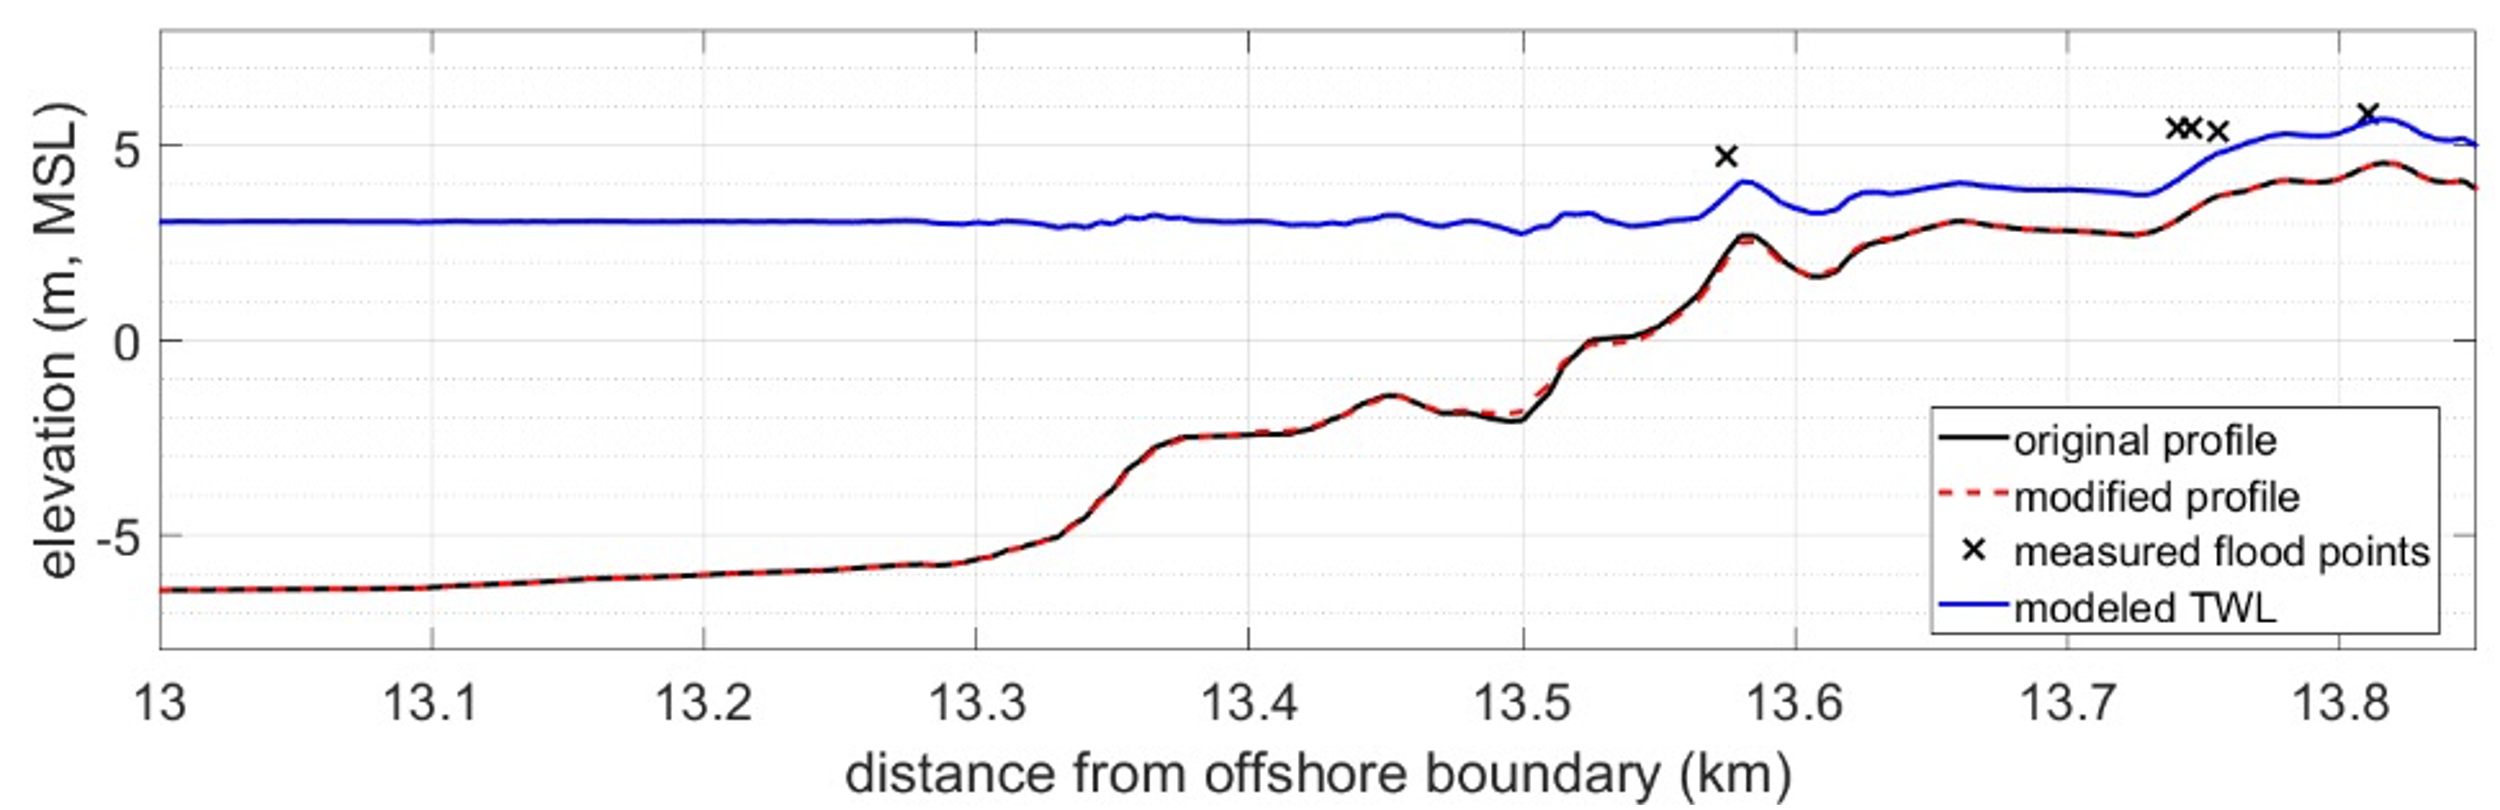 elevation (m, MSL)
5
0
-5
original profile
modified profile
measured flood points
modeled TWL
13 13.1 13.2 13.3 13.4 13.5 13.6 13.7 13.8
distance from offshore boundary (km)